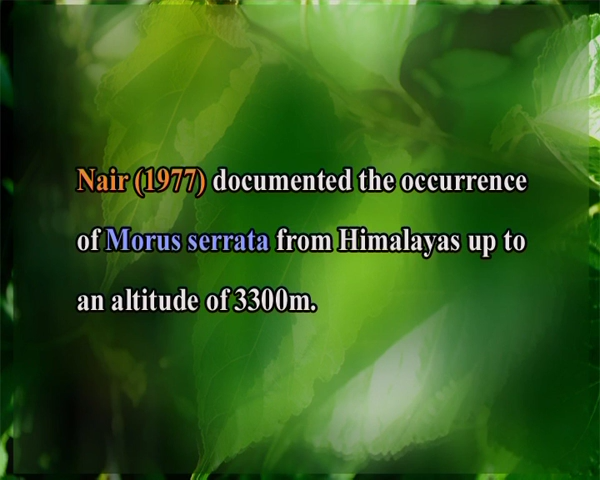 Nair (1977) documented the occurrence
of Morus serrata from Himalayas up to
an altitude of 3300m.